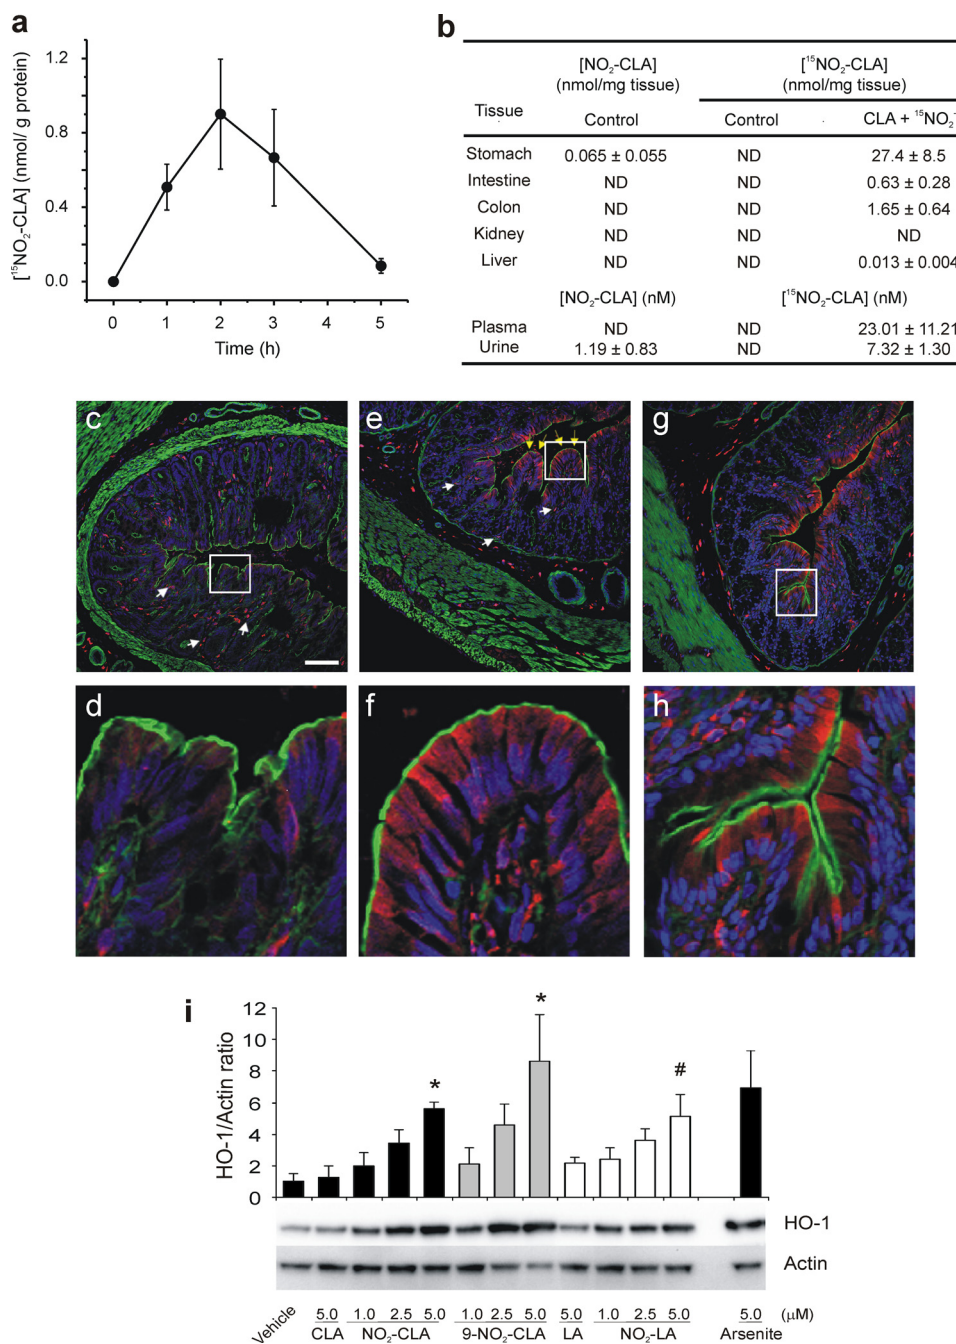 a
[¹⁵NO₂-CLA] (nmol/ g protein)
1.2
0.8
0.4
0.0
0 1 2 3 4 5
Time (h)
b
[NO₂-CLA] [¹⁵NO₂-CLA]
(nmol/mg tissue) (nmol/mg tissue)
Tissue Control Control CLA + ¹⁵NO₂⁻
Stomach 0.065 ± 0.055 ND 27.4 ± 8.5
Intestine ND ND 0.63 ± 0.28
Colon ND ND 1.65 ± 0.64
Kidney ND ND ND
Liver ND ND 0.013 ± 0.004
[NO₂-CLA] (nM) [¹⁵NO₂-CLA] (nM)
Plasma ND ND 23.01 ± 11.21
Urine 1.19 ± 0.83 ND 7.32 ± 1.30
c e g
d f h
i
HO-1/Actin ratio
12
10
8
6
4
2
0
* * #
HO-1
Actin
5.0 1.0 2.5 5.0 1.0 2.5 5.0 5.0 1.0 2.5 5.0 5.0 (μM)
Vehicle CLA NO₂-CLA 9-NO₂-CLA LA NO₂-LA Arsenite